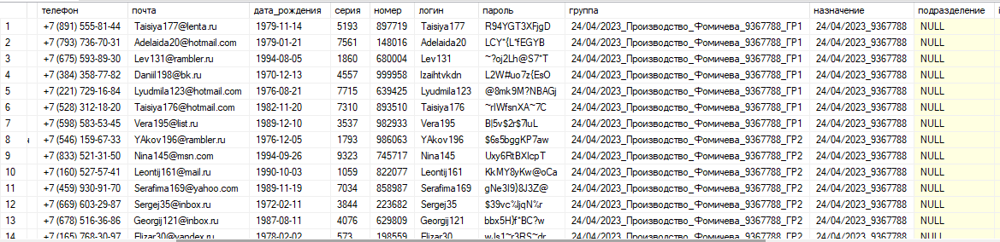 телефон почта дата_рождения серия номер логин пароль группа назначение подразделение
1 +7 (891) 555-81-44 Taisiya177@lenta.ru 1979-11-14 5193 897719 Taisiya177 R94YGT3XFjgD 24/04/2023_Производство_Фомичева_9367788_ГР1 24/04/2023_9367788 NULL
2 +7 (793) 736-70-31 Adelaida20@hotmail.com 1979-01-21 7561 148016 Adelaida20 LCY*{L*fEGYB 24/04/2023_Производство_Фомичева_9367788_ГР1 24/04/2023_9367788 NULL
3 +7 (675) 593-89-30 Lev131@rambler.ru 1994-08-05 1860 680004 Lev131 ~?oj2Lh@S7*T 24/04/2023_Производство_Фомичева_9367788_ГР1 24/04/2023_9367788 NULL
4 +7 (384) 358-77-82 Daniil198@bk.ru 1970-12-13 4557 999958 Izaihtvkdn L2W#uo7z{EsO 24/04/2023_Производство_Фомичева_9367788_ГР1 24/04/2023_9367788 NULL
5 +7 (221) 729-16-84 Lyudmila123@hotmail.com 1976-08-21 7715 639425 Lyudmila123 @8mk9M?NBAGj 24/04/2023_Производство_Фомичева_9367788_ГР1 24/04/2023_9367788 NULL
6 +7 (528) 312-18-20 Taisiya176@hotmail.com 1982-11-20 7310 893510 Taisiya176 ~rIWfsnXA~7C 24/04/2023_Производство_Фомичева_9367788_ГР1 24/04/2023_9367788 NULL
7 +7 (598) 583-53-45 Vera195@list.ru 1989-12-10 3537 982933 Vera195 B|5v$2r$7luL 24/04/2023_Производство_Фомичева_9367788_ГР1 24/04/2023_9367788 NULL
8 +7 (546) 159-67-33 YAkov196@rambler.ru 1976-12-05 1793 986063 YAkov196 $6s5bggKP7aw 24/04/2023_Производство_Фомичева_9367788_ГР2 24/04/2023_9367788 NULL
9 +7 (833) 521-31-50 Nina145@msn.com 1994-09-26 9323 745717 Nina145 Uxy6RtBXIcpT 24/04/2023_Производство_Фомичева_9367788_ГР2 24/04/2023_9367788 NULL
10 +7 (160) 527-57-41 Leontij161@mail.ru 1990-10-03 1059 822077 Leontij161 KkMY8yKw@oCa 24/04/2023_Производство_Фомичева_9367788_ГР2 24/04/2023_9367788 NULL
11 +7 (459) 930-91-70 Serafima169@yahoo.com 1989-11-19 7034 858987 Serafima169 gNe3I9}8J3Z@ 24/04/2023_Производство_Фомичева_9367788_ГР2 24/04/2023_9367788 NULL
12 +7 (669) 603-29-87 Sergej35@inbox.ru 1972-02-11 3844 223682 Sergej35 $39vc%ljqN%r 24/04/2023_Производство_Фомичева_9367788_ГР2 24/04/2023_9367788 NULL
13 +7 (678) 516-36-86 Georgij121@inbox.ru 1987-08-11 4076 629809 Georgij121 bbx5H}f*BC?w 24/04/2023_Производство_Фомичева_9367788_ГР2 24/04/2023_9367788 NULL
14 +7 (165) 768-30-97 Elizar30@yandex.ru 1978-02-02 573 198559 Elizar30 wJs1~r3RS~dr 24/04/2023_Производство_Фомичева_9367788_ГР2 24/04/2023_9367788 NULL